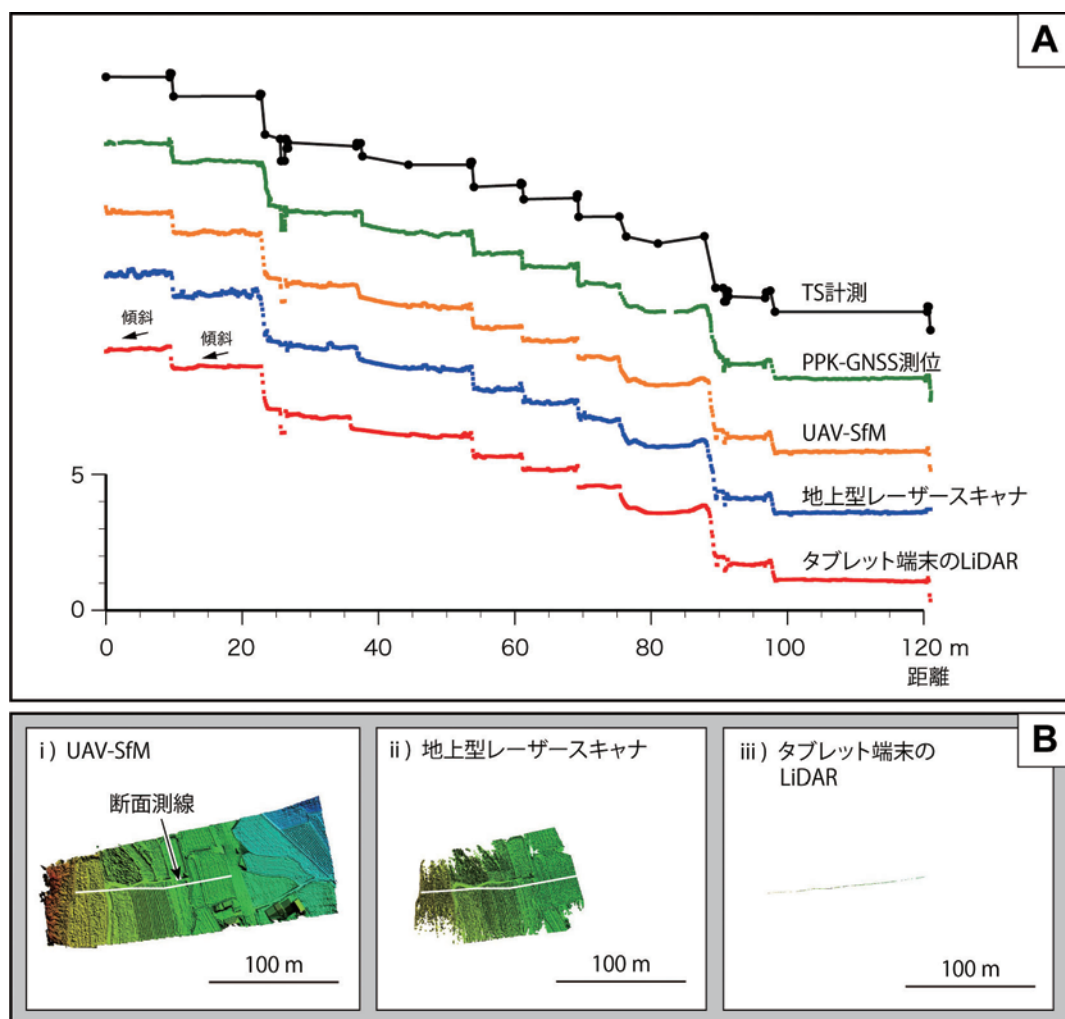 A
TS計測
PPK-GNSS測位
傾斜
傾斜
UAV-SfM
5
地上型レーザースキャナ
タブレット端末のLiDAR
0
0
20
40
60
80
100
120 m
距離
B
i ) UAV-SfM
断面測線
100 m
ii ) 地上型レーザースキャナ
100 m
iii ) タブレット端末の
LiDAR
100 m